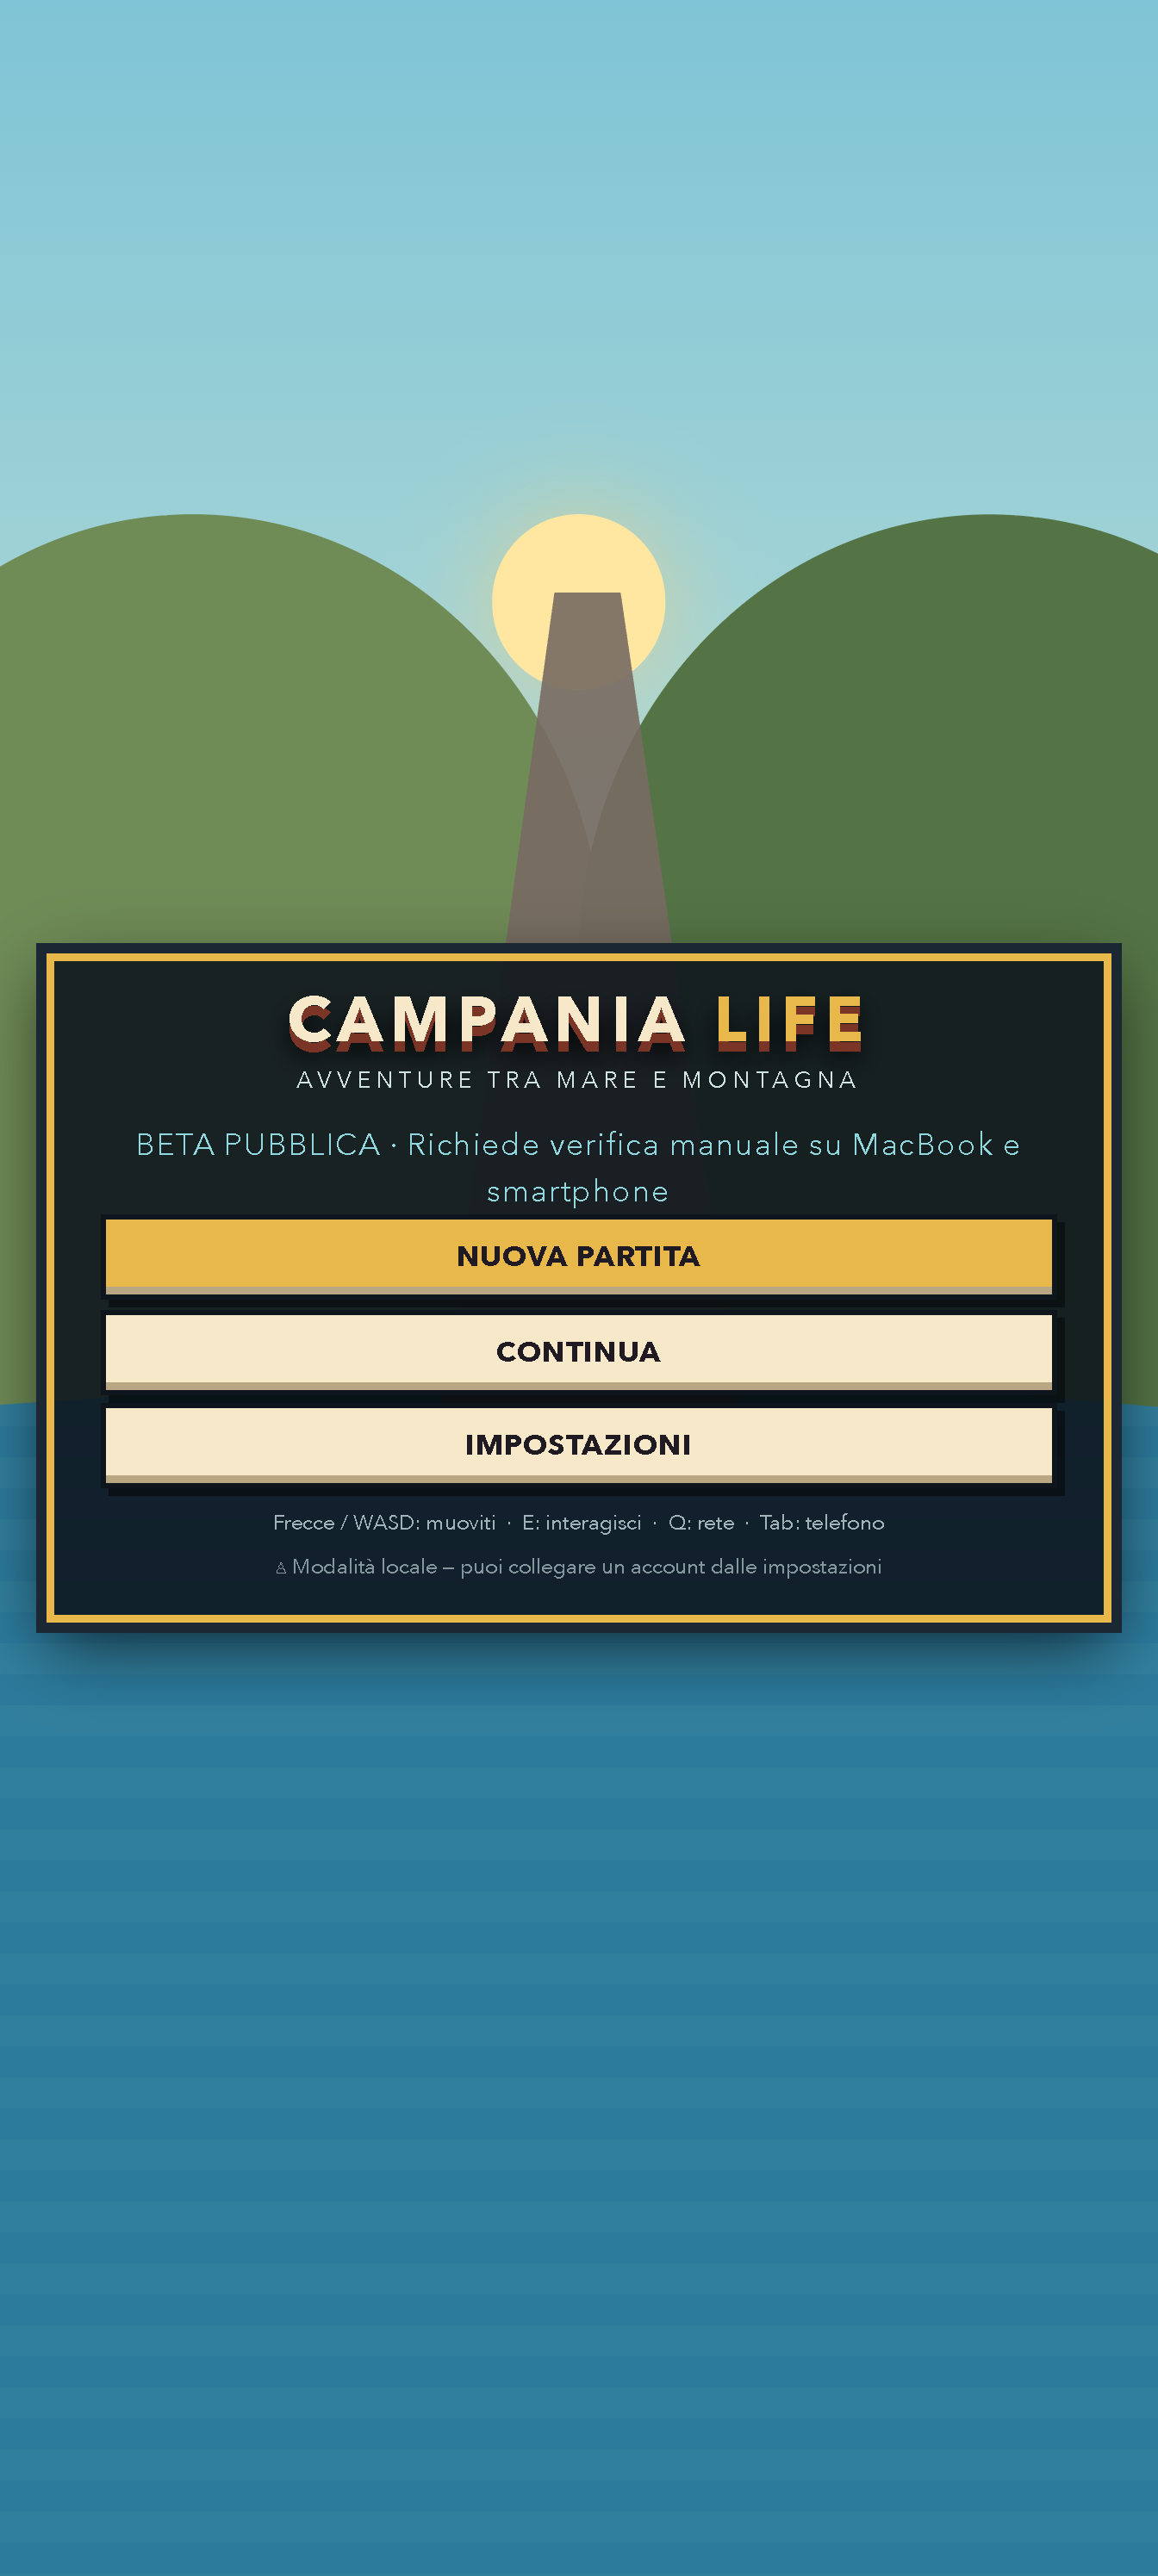 CAMPANIA LIFE
AVVENTURE TRA MARE E MONTAGNA
BETA PUBBLICA · Richiede verifica manuale su MacBook e
smartphone
NUOVA PARTITA
CONTINUA
IMPOSTAZIONI
Frecce / WASD: muoviti · E: interagisci · Q: rete · Tab: telefono
♙ Modalità locale — puoi collegare un account dalle impostazioni